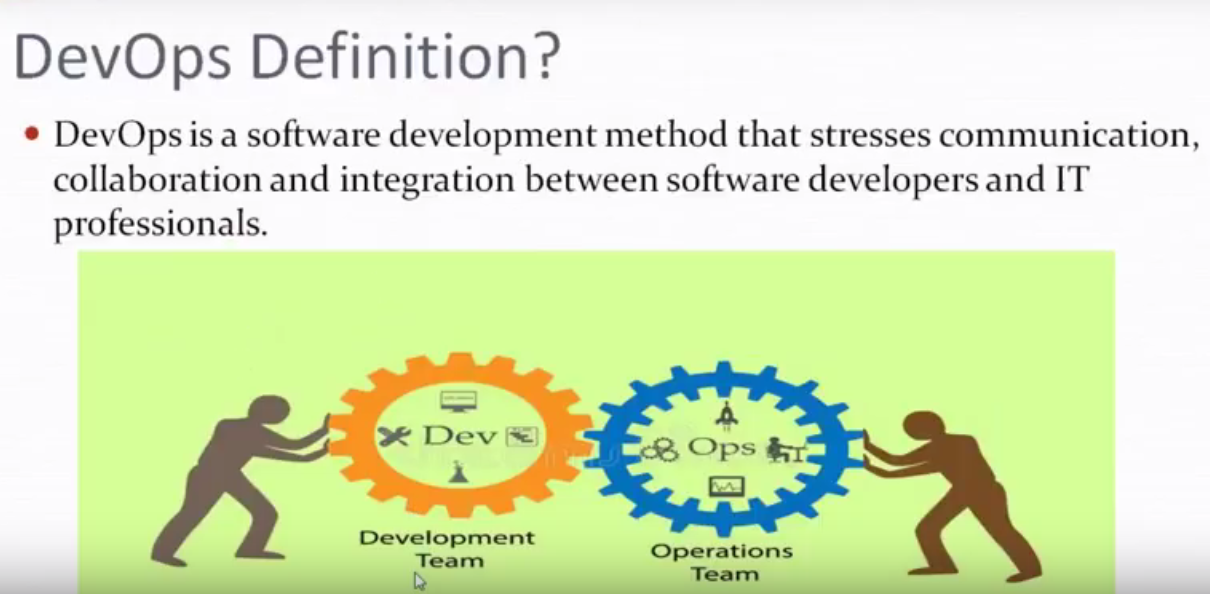 DevOps Definition?
• DevOps is a software development method that stresses communication,
collaboration and integration between software developers and IT
professionals.
Dev
Ops
Development
Team
Operations
Team